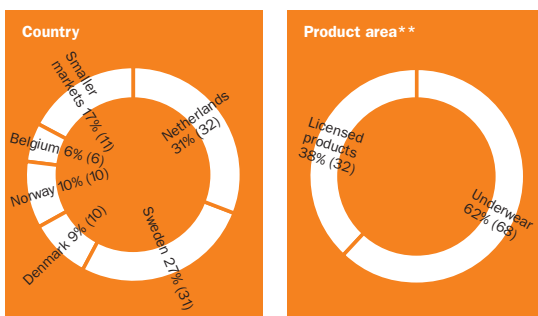 Country
Smaller
markets 17% (11)
Netherlands
31% (32)
Belgium 6% (6)
Norway 10% (10)
Denmark 9% (10)
Sweden 27% (31)
Product area**
Licensed
products
38% (32)
Underwear
62% (68)